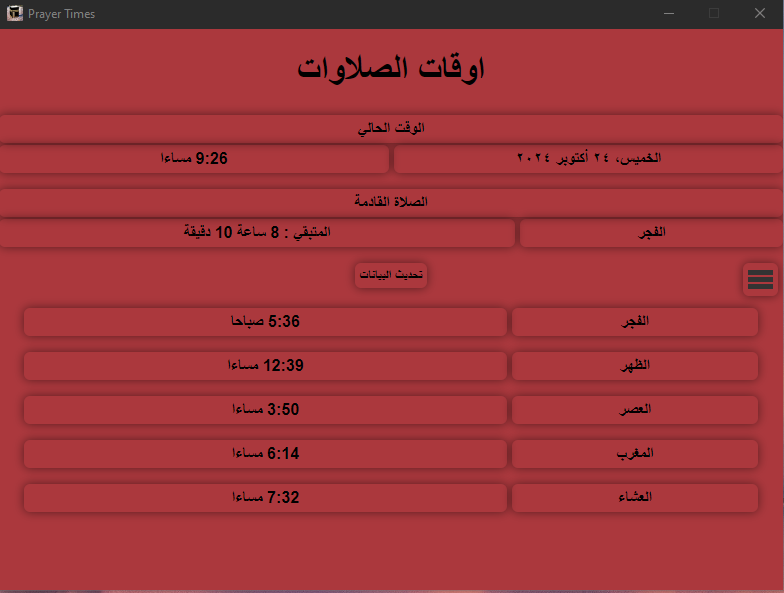 Prayer Times
اوقات الصلاوات
الوقت الحالي
الخميس، ٢٤ أكتوبر ٢٠٢٤
9:26 مساءا
الصلاة القادمة
الفجر
المتبقي : 8 ساعة 10 دقيقة
تحديث البيانات
الفجر
5:36 صباحا
الظهر
12:39 مساءا
العصر
3:50 مساءا
المغرب
6:14 مساءا
العشاء
7:32 مساءا